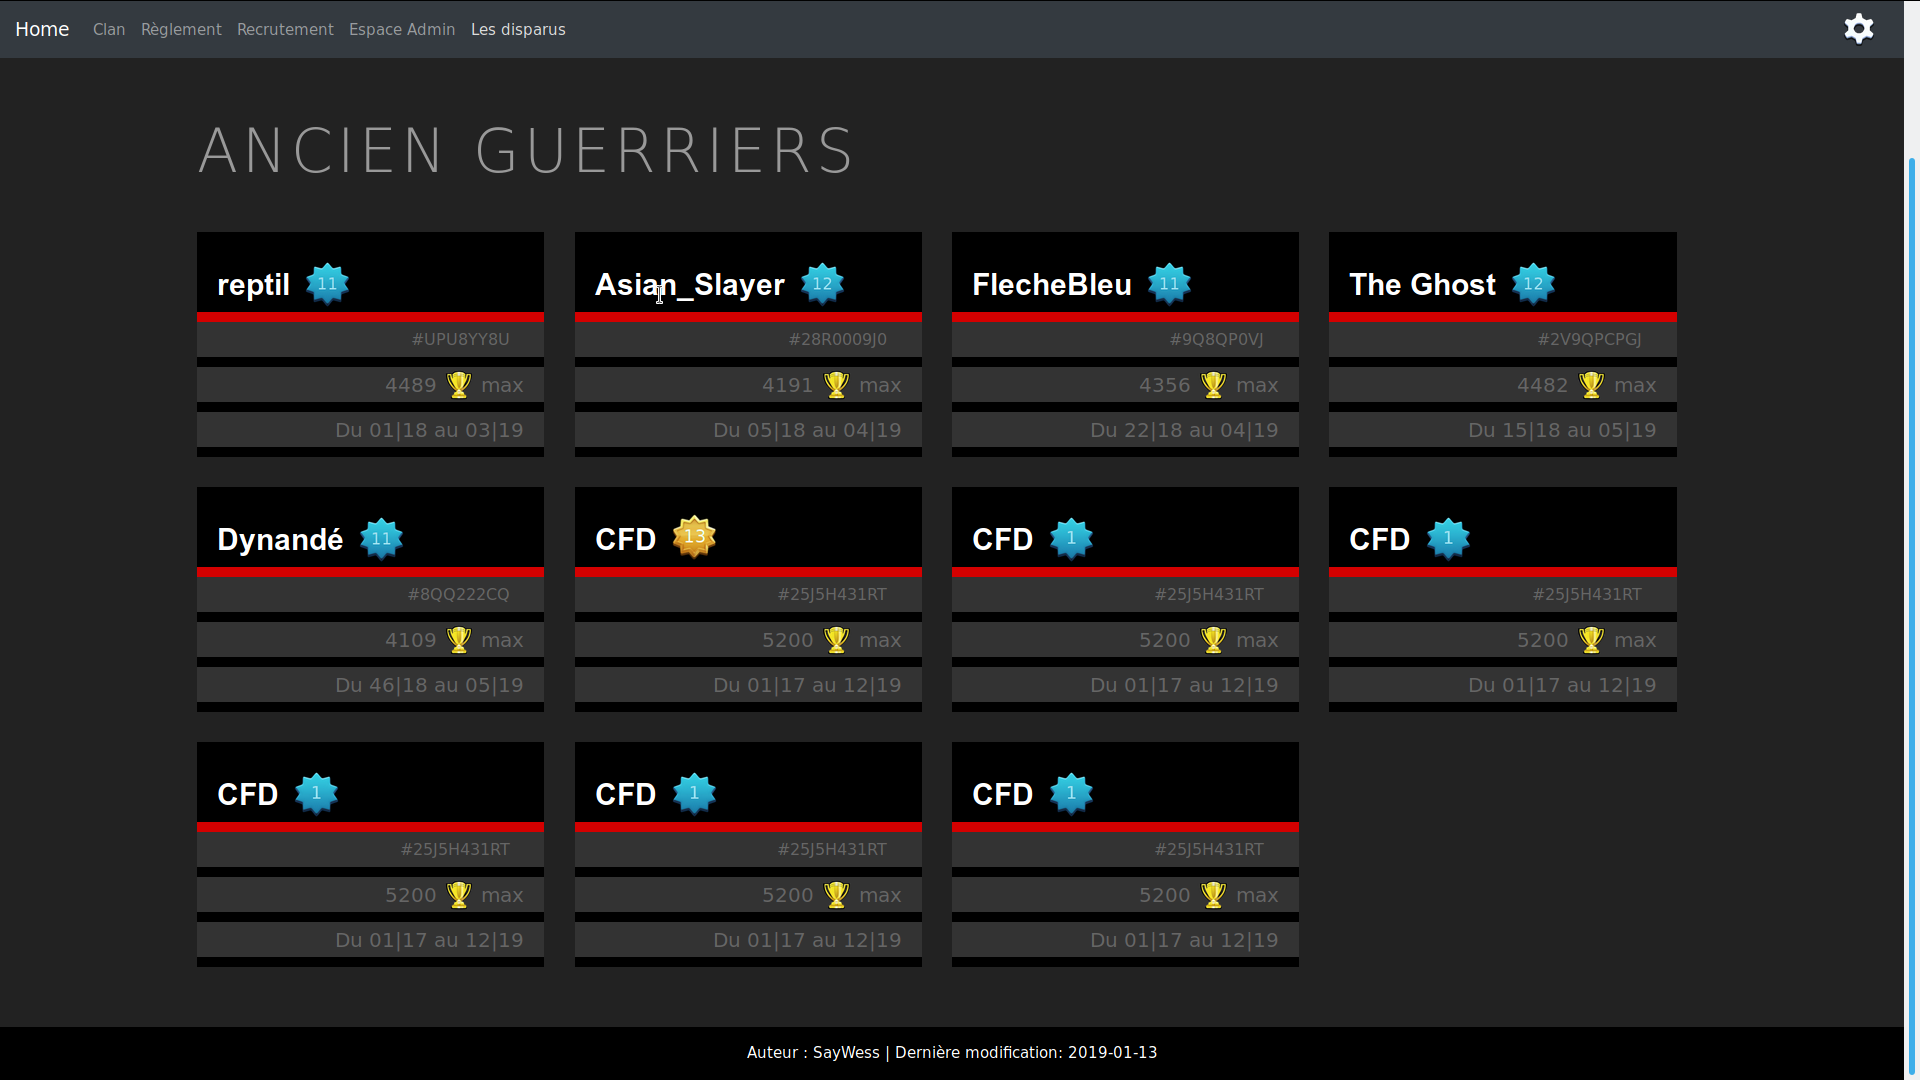 Home Clan Règlement Recrutement Espace Admin Les disparus
ANCIEN GUERRIERS
reptil 11
#UPU8YY8U
4489 max
Du 01|18 au 03|19
Asian_Slayer 12
#28R0009J0
4191 max
Du 05|18 au 04|19
FlecheBleu 11
#9Q8QP0VJ
4356 max
Du 22|18 au 04|19
The Ghost 12
#2V9QPCPGJ
4482 max
Du 15|18 au 05|19
Dynandé 11
#8QQ222CQ
4109 max
Du 46|18 au 05|19
CFD 13
#25J5H431RT
5200 max
Du 01|17 au 12|19
CFD 1
#25J5H431RT
5200 max
Du 01|17 au 12|19
CFD 1
#25J5H431RT
5200 max
Du 01|17 au 12|19
CFD 1
#25J5H431RT
5200 max
Du 01|17 au 12|19
CFD 1
#25J5H431RT
5200 max
Du 01|17 au 12|19
CFD 1
#25J5H431RT
5200 max
Du 01|17 au 12|19
Auteur : SayWess | Dernière modification: 2019-01-13